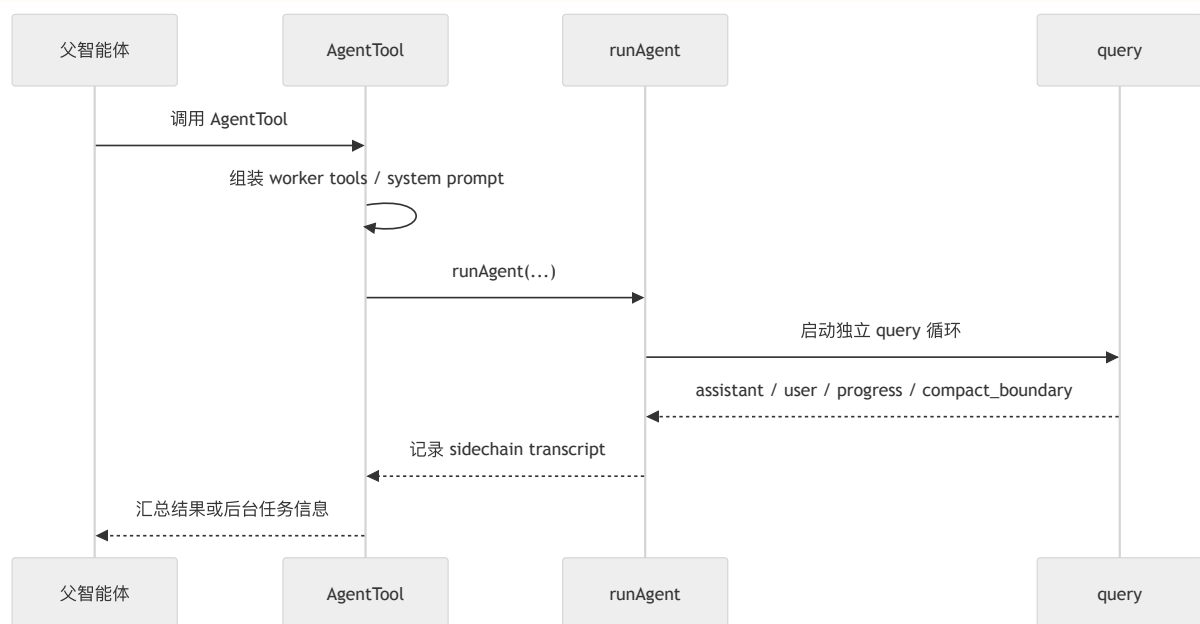 父智能体
AgentTool
runAgent
query
调用 AgentTool
组装 worker tools / system prompt
runAgent(...)
启动独立 query 循环
assistant / user / progress / compact_boundary
记录 sidechain transcript
汇总结果或后台任务信息
父智能体
AgentTool
runAgent
query